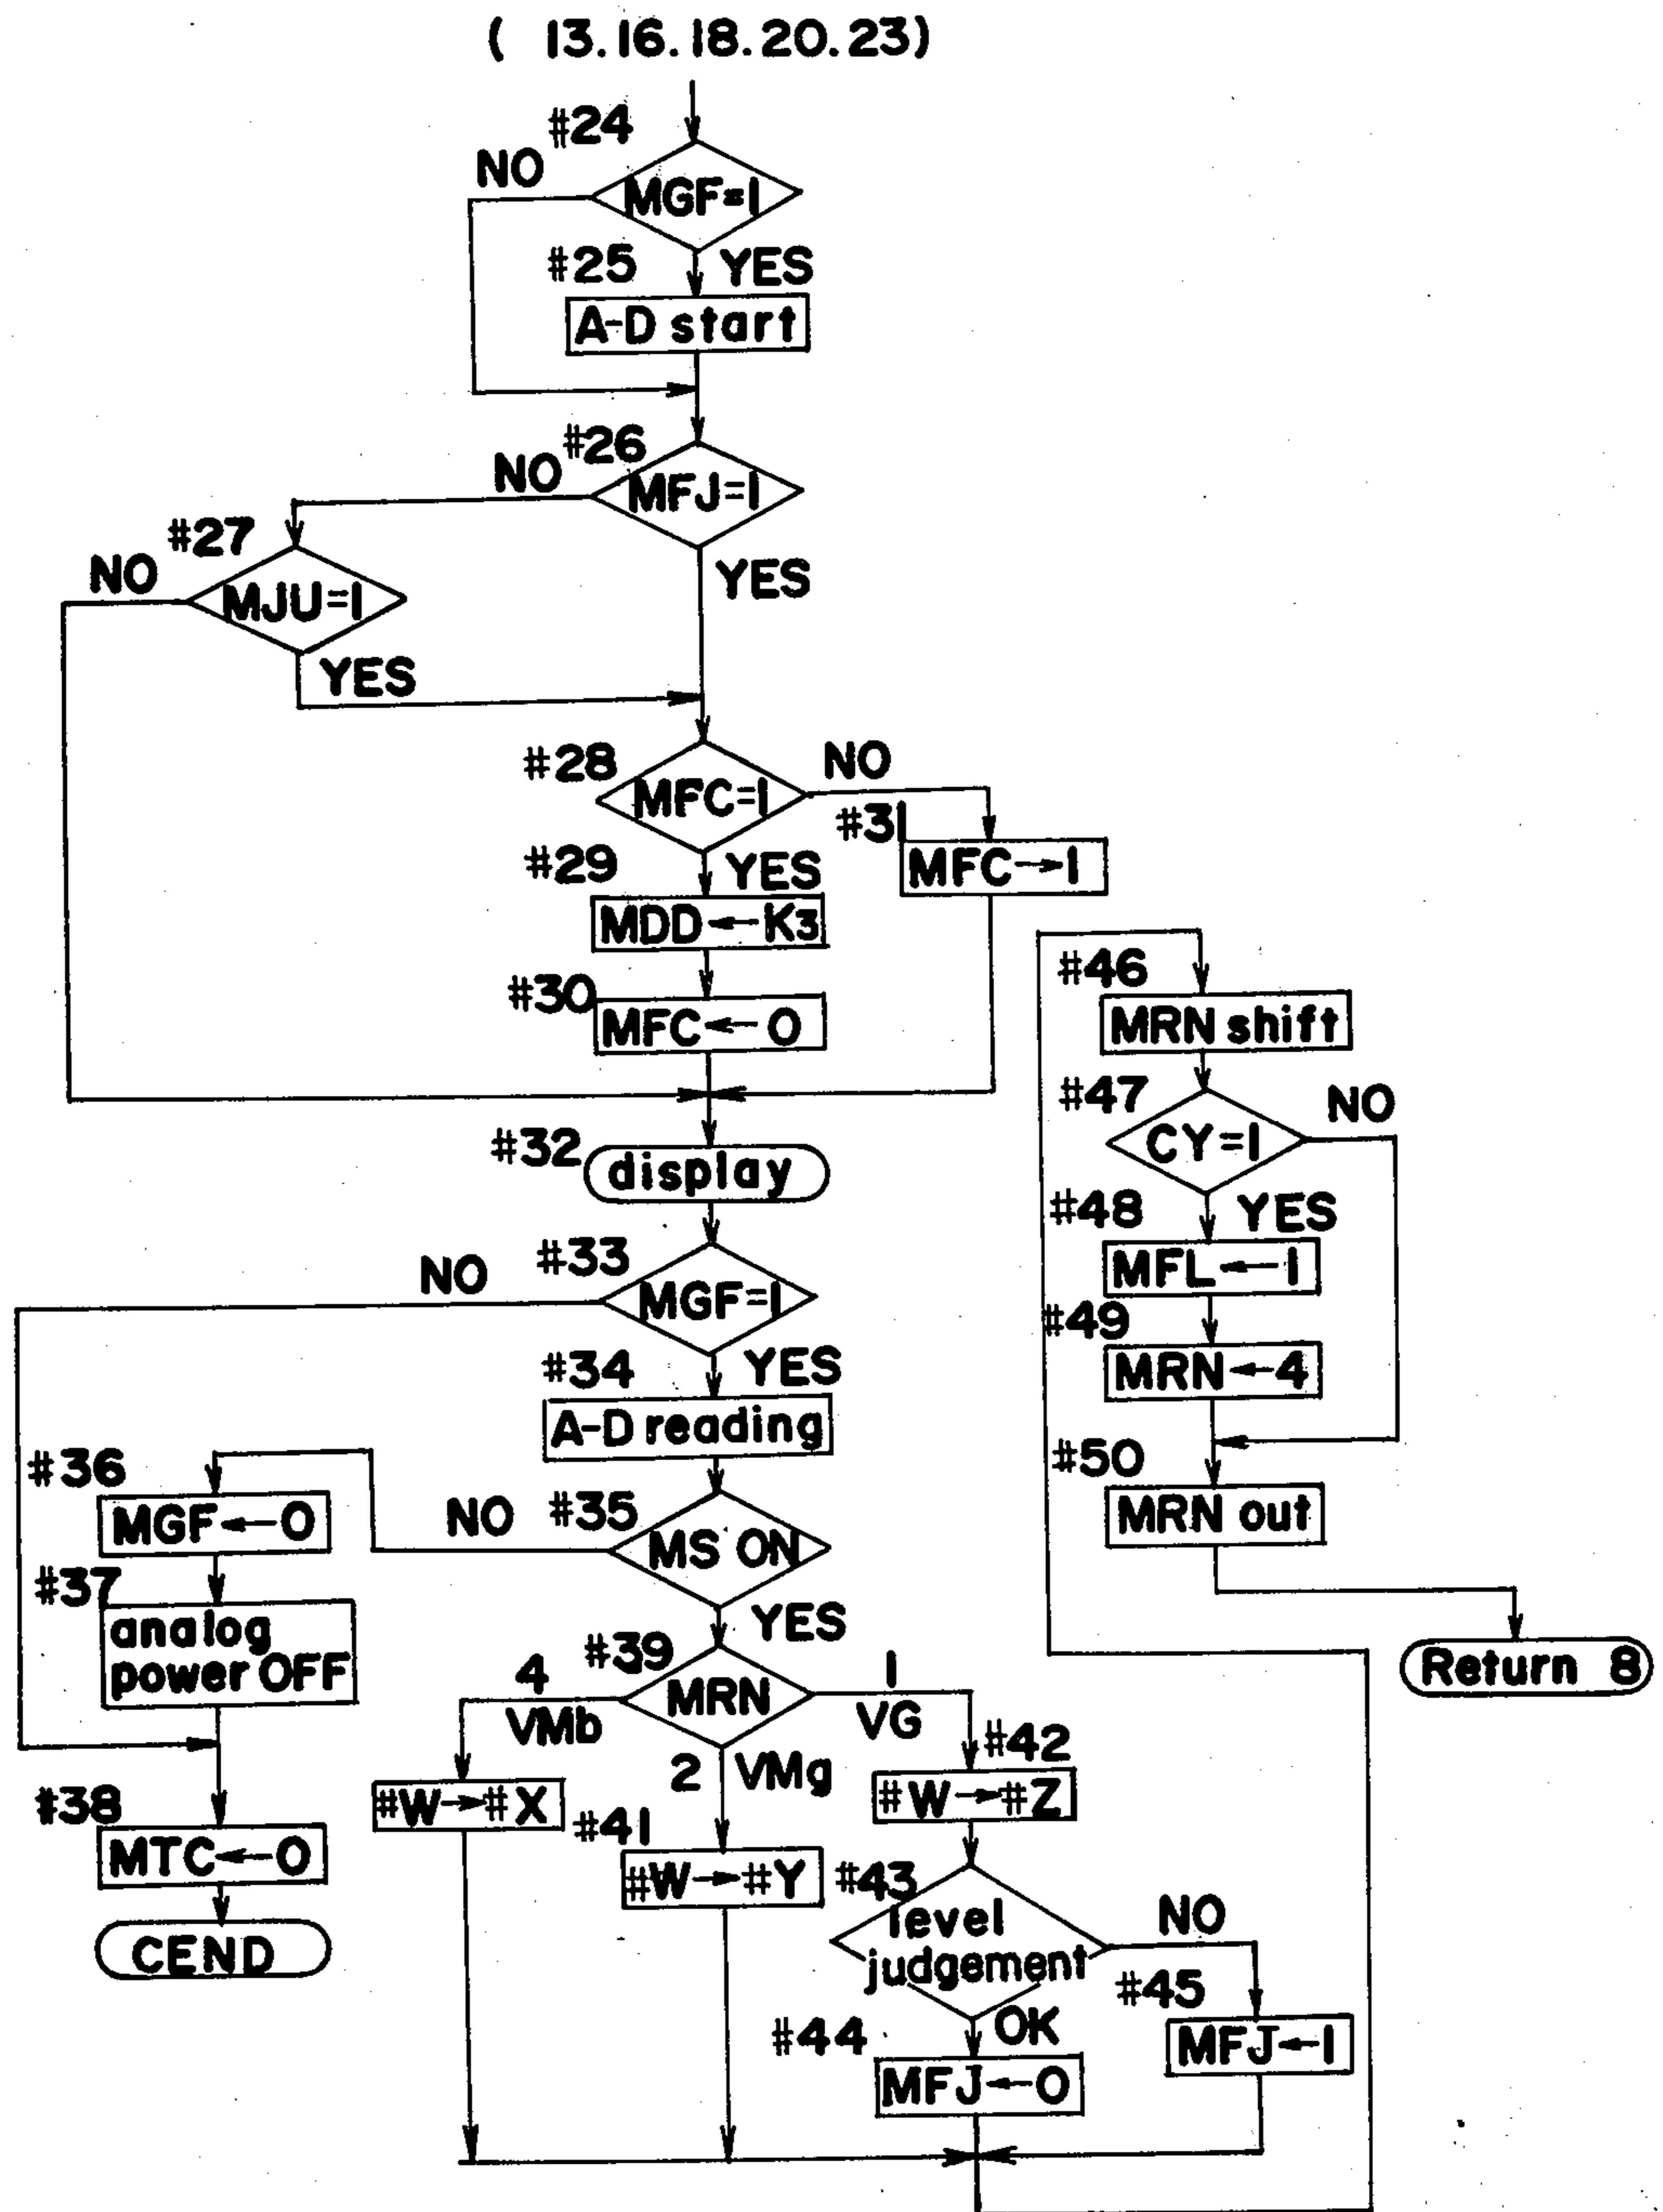 ( 13.16.18.20.23)
#24
NO
MGF=1
#25
YES
A-D start
#26
NO
MFJ=1
#27
NO
YES
MJU=1
YES
#28
NO
MFC=1
#31
MFC→1
#29
YES
MDD←K3
#30
MFC←0
#32
display
#33
NO
MGF=1
#34
YES
A-D reading
#36
MGF←0
NO
#35
MS ON
#37
analog
power OFF
YES
#39
MRN
4
VMb
1
VG
2
VMg
#42
#W→#X
#W→#Z
#38
#41
MTC←0
#W→#Y
#43
level
judgement
NO
CEND
#45
OK
#44
MFJ←1
MFJ←0
#46
MRN shift
#47
NO
CY=1
#48
YES
MFL←1
#49
MRN←4
#50
MRN out
Return 8